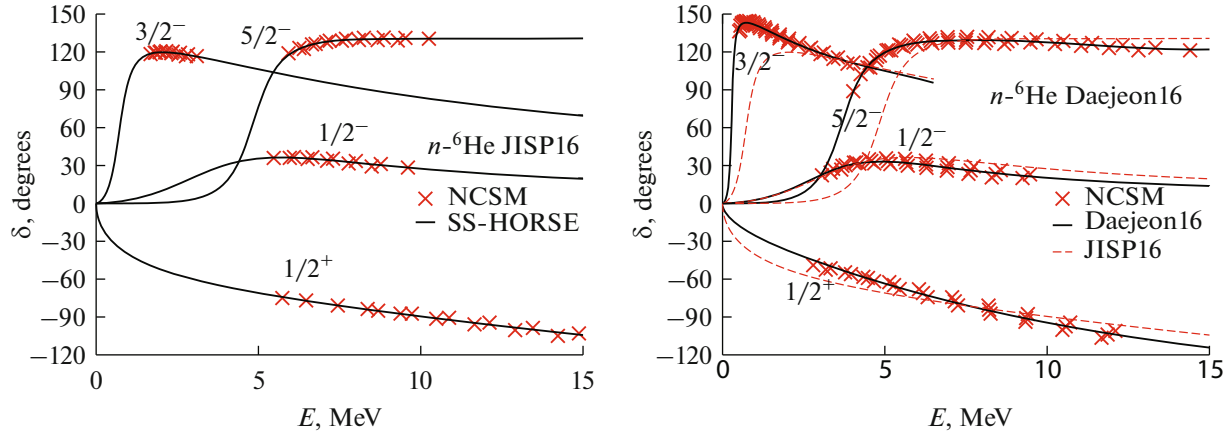 150
120
90
60
30
0
−30
−60
−90
−120
δ, degrees
3/2⁻
5/2⁻
n-⁶He JISP16
1/2⁻
NCSM
SS-HORSE
1/2⁺
0 5 10 15
E, MeV
150
120
90
60
30
0
−30
−60
−90
−120
δ, degrees
3/2⁻
n-⁶He Daejeon16
5/2⁻
1/2⁻
NCSM
Daejeon16
JISP16
1/2⁺
0 5 10 15
E, MeV